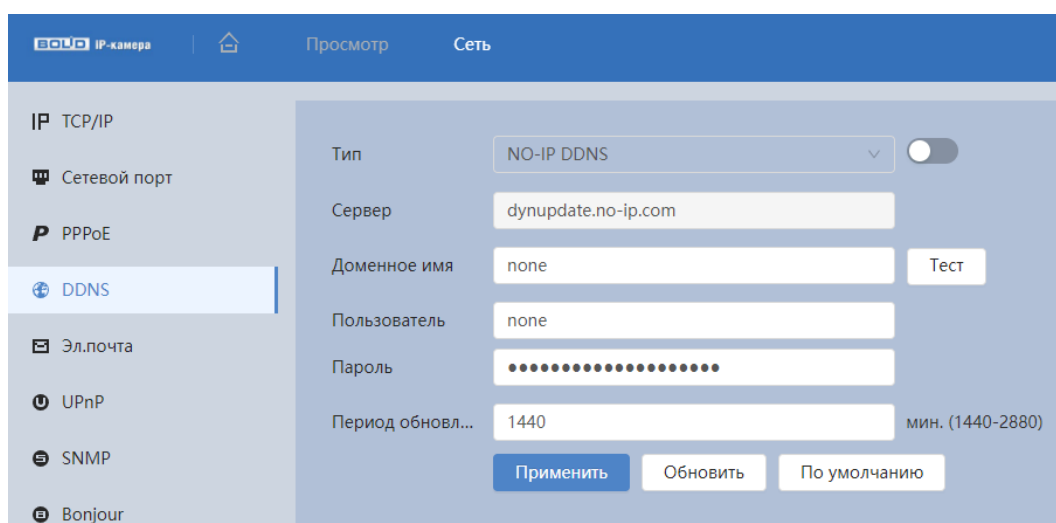 BOLID IP-камера
Просмотр
Сеть
IP TCP/IP
Сетевой порт
P PPPoE
DDNS
Эл.почта
UPnP
SNMP
Bonjour
Тип NO-IP DDNS
Сервер dynupdate.no-ip.com
Доменное имя none Тест
Пользователь none
Пароль ••••••••••••••••••••
Период обновл... 1440 мин. (1440-2880)
Применить Обновить По умолчанию